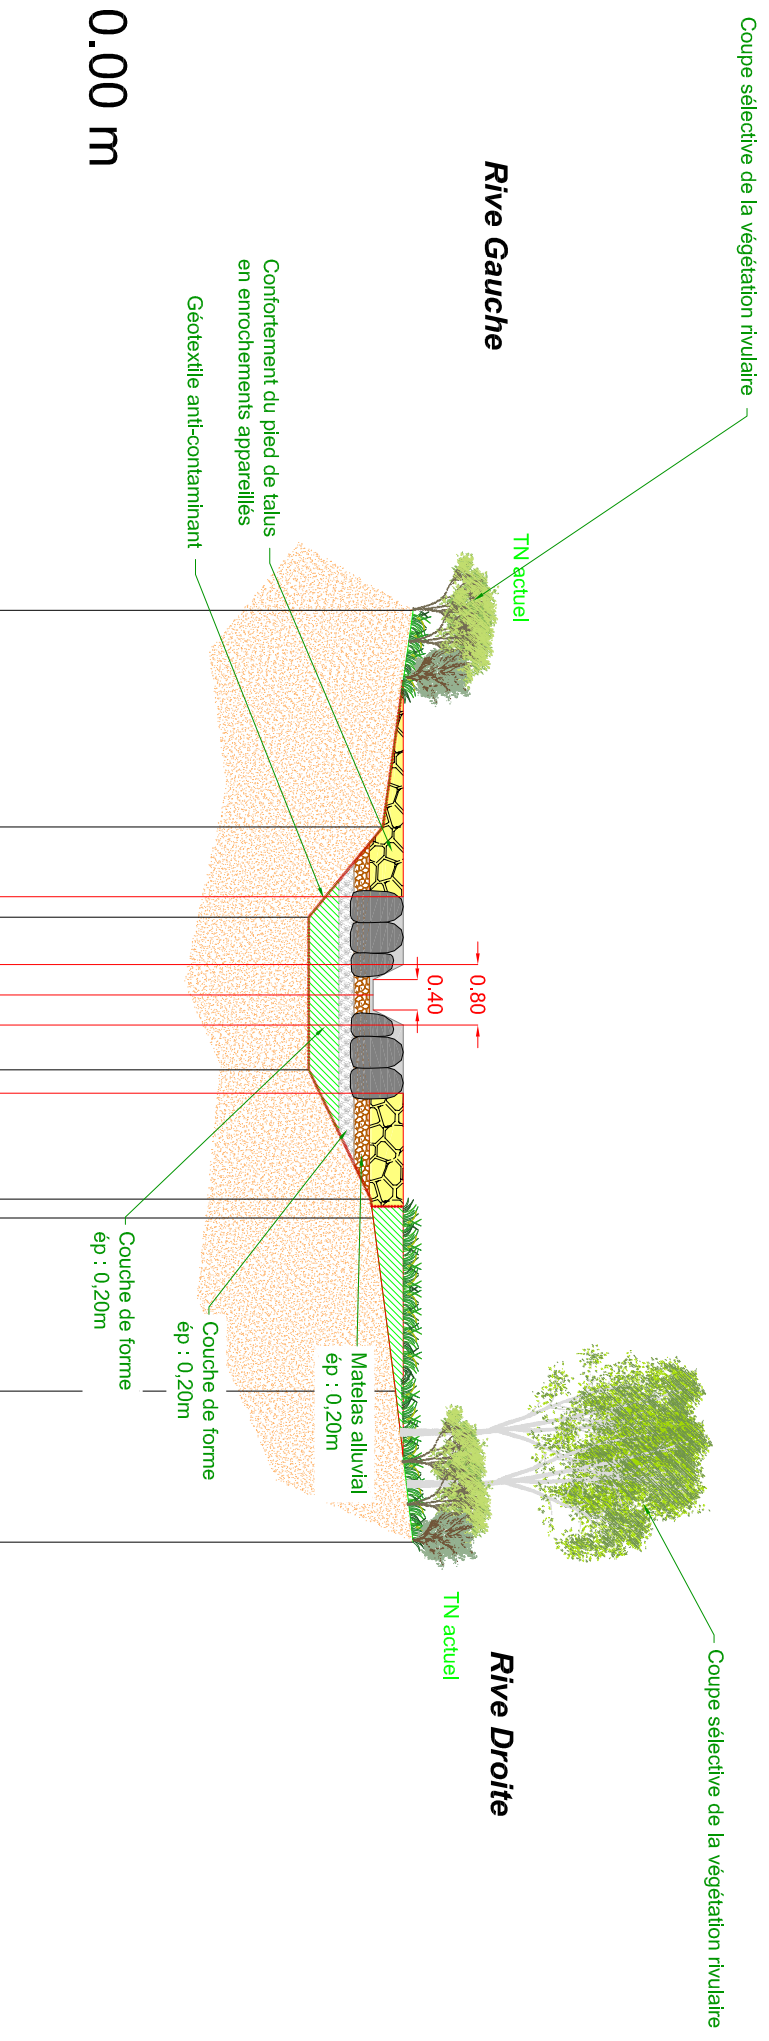 Coupe sélective de la végétation rivulaire
Rive Gauche
TN actuel
Confortement du pied de talus
en enrochements appareillés
Géotextile anti-contaminant
0.00 m
0.80
0.40
Matelas alluvial
ép : 0,20m
Couche de forme
ép : 0,20m
Couche de forme
ép : 0,20m
TN actuel
Rive Droite
Coupe sélective de la végétation rivulaire